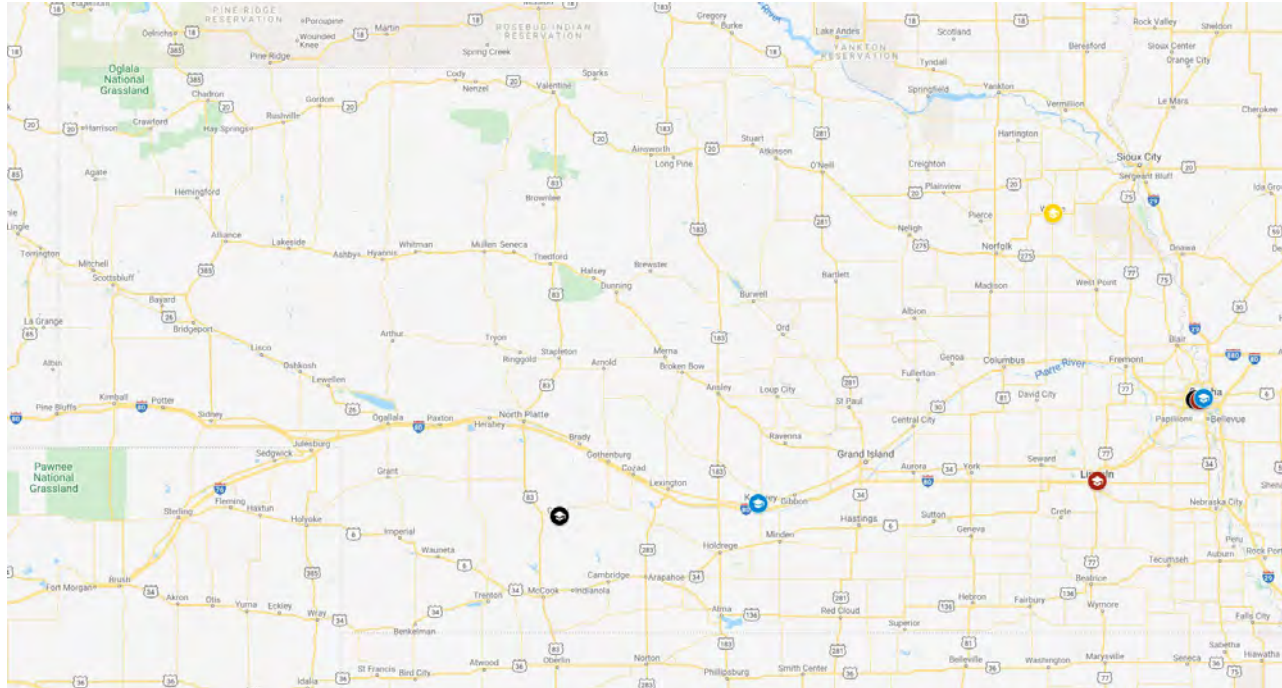 PINE RIDGE
RESERVATION
Porcupine
Martin
Oelrichs
Wounded
Knee
Pine Ridge
ROSEBUD INDIAN
RESERVATION
Spring Creek
Gregory
Burke
Lake Andes
Scotland
YANKTON
RESERVATION
Tyndall
Beresford
Rock Valley
Sheldon
Sioux Center
Orange City
Oglala
National
Grassland
Chadron
Crawford
Harrison
Hay Springs
Rushville
Gordon
Cody
Nenzel
Valentine
Sparks
Springfield
Yankton
Vermillion
Le Mars
Cherokee
Agate
Hemingford
Ainsworth
Long Pine
Stuart
Atkinson
O'Neill
Creighton
Hartington
Sioux City
Sergeant Bluff
Plainview
Pierce
Brownlee
Neligh
Norfolk
Onawa
Torrington
Mitchell
Scottsbluff
Alliance
Lakeside
Ashby
Hyannis
Whitman
Mullen
Seneca
Thedford
Halsey
Dunning
Brewster
Burwell
Bartlett
Madison
West Point
Bayard
Bridgeport
La Grange
Albin
Lisco
Oshkosh
Lewellen
Arthur
Tryon
Ringgold
Stapleton
Arnold
Merna
Broken Bow
Ord
Albion
Genoa
Columbus
Platte River
Fremont
Blair
Kimball
Potter
Pine Bluffs
Sidney
Ogallala
Paxton
Hershey
North Platte
Ansley
Loup City
St Paul
Fullerton
Central City
David City
Papillion
Bellevue
Julesburg
Sedgwick
Brady
Gothenburg
Cozad
Lexington
Ravenna
Grand Island
Aurora
York
Seward
Pawnee
National
Grassland
Grant
Sterling
Fleming
Haxtun
Holyoke
Imperial
Wauneta
Gibbon
Minden
Hastings
Sutton
Geneva
Crete
Nebraska City
Holdrege
Peru
Auburn
Rock Port
Tecumseh
Fort Morgan
Brush
Akron
Otis
Yuma
Eckley
Wray
Trenton
McCook
Indianola
Cambridge
Arapahoe
Alma
Red Cloud
Hebron
Fairbury
Beatrice
Wymore
Falls City
Benkelman
Superior
St Francis
Bird City
Atwood
Oberlin
Norton
Phillipsburg
Smith Center
Belleville
Washington
Marysville
Seneca
Sabetha
Hiawatha
Idalia